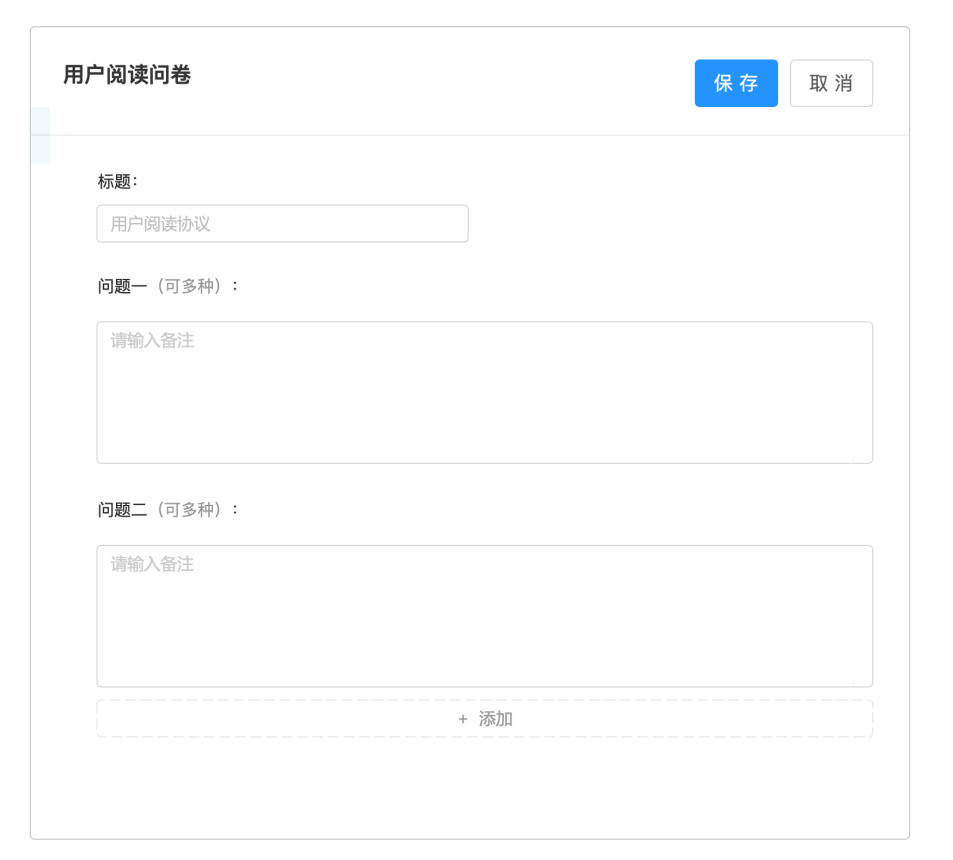 用户阅读问卷
保存 取消
标题：
用户阅读协议
问题一（可多种）：
请输入备注
问题二（可多种）：
请输入备注
+ 添加